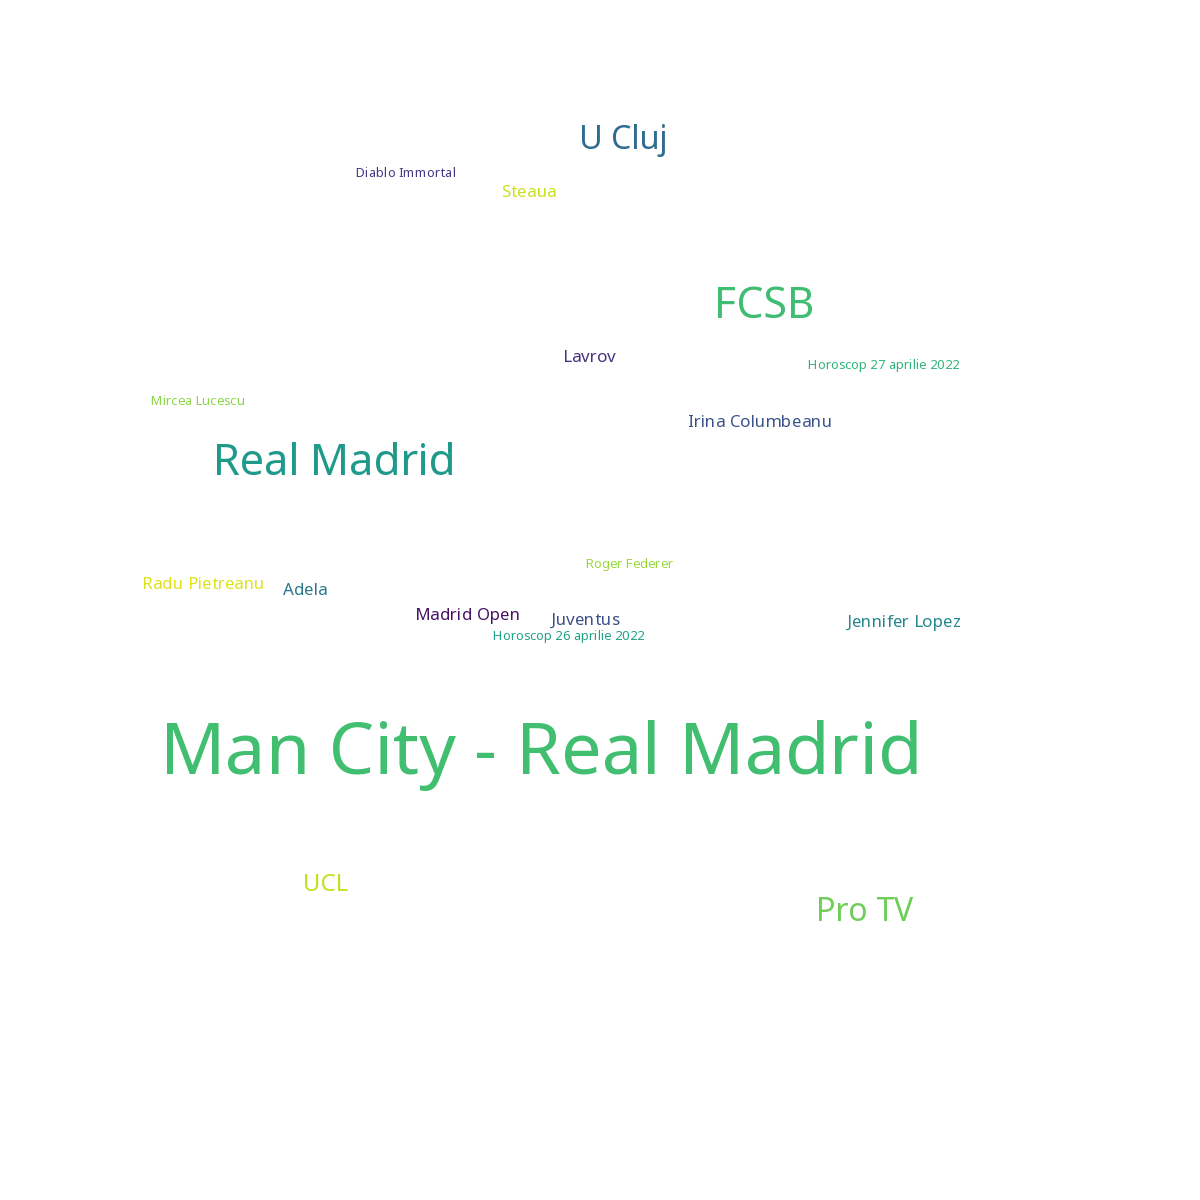 U Cluj
Diablo Immortal
Steaua
FCSB
Lavrov
Horoscop 27 aprilie 2022
Mircea Lucescu
Irina Columbeanu
Real Madrid
Roger Federer
Radu Pietreanu
Adela
Madrid Open
Juventus
Jennifer Lopez
Horoscop 26 aprilie 2022
Man City - Real Madrid
UCL
Pro TV